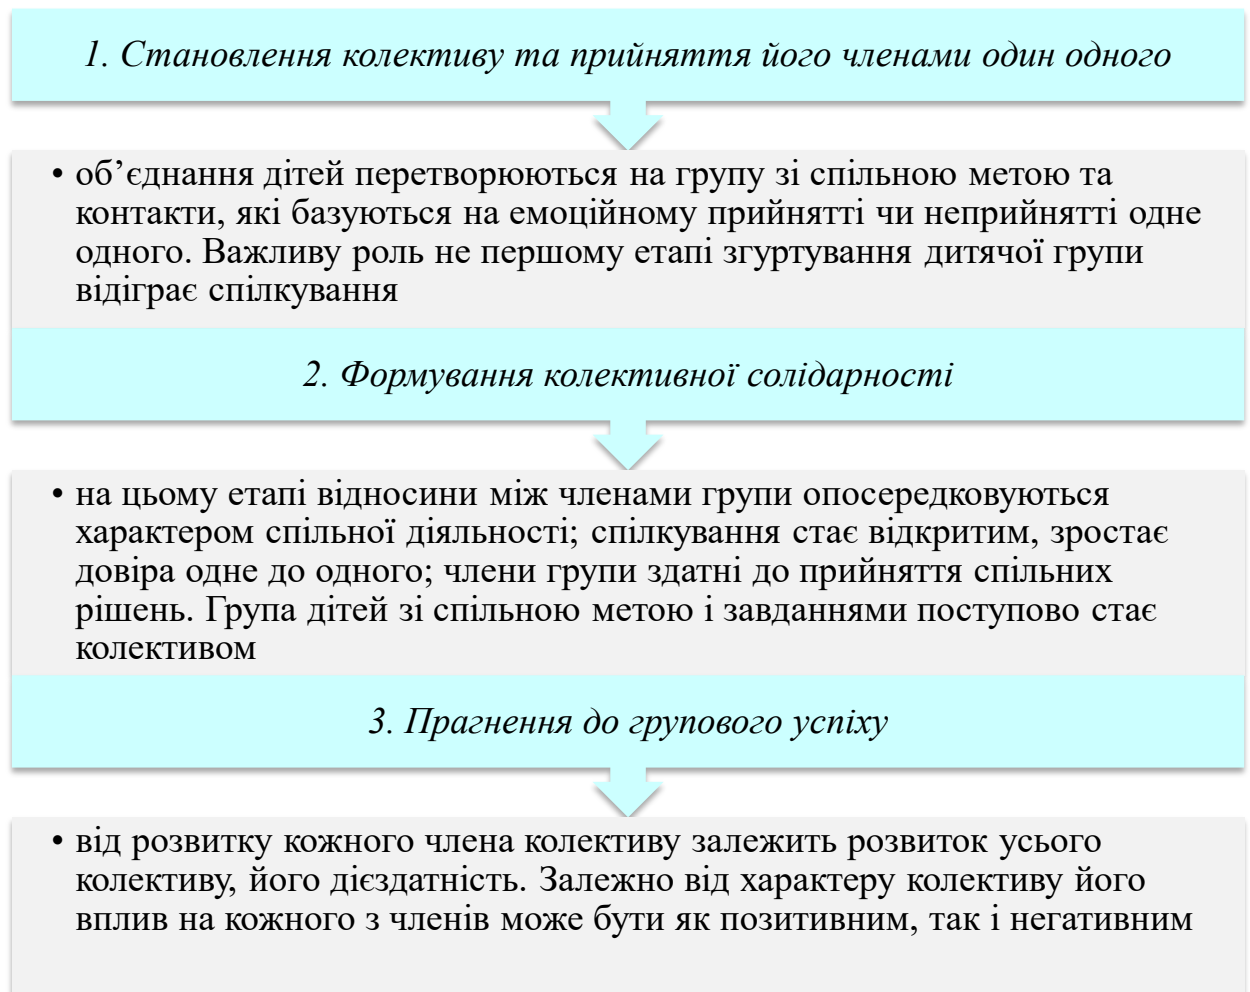 1. Становлення колективу та прийняття його членами один одного
• об’єднання дітей перетворюються на групу зі спільною метою та
контакти, які базуються на емоційному прийнятті чи неприйнятті одне
одного. Важливу роль не першому етапі згуртування дитячої групи
відіграє спілкування
2. Формування колективної солідарності
• на цьому етапі відносини між членами групи опосередковуються
характером спільної діяльності; спілкування стає відкритим, зростає
довіра одне до одного; члени групи здатні до прийняття спільних
рішень. Група дітей зі спільною метою і завданнями поступово стає
колективом
3. Прагнення до групового успіху
• від розвитку кожного члена колективу залежить розвиток усього
колективу, його дієздатність. Залежно від характеру колективу його
вплив на кожного з членів може бути як позитивним, так і негативним